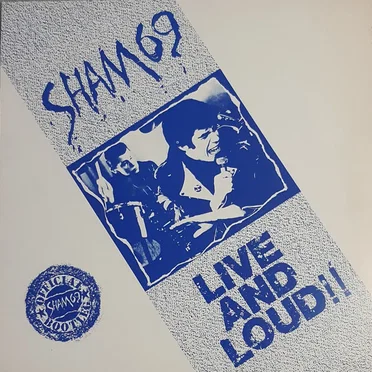 SHAM 69
LIVE
AND
LOUD!!
OFFICIAL
SHAM 69
BOOTLEG